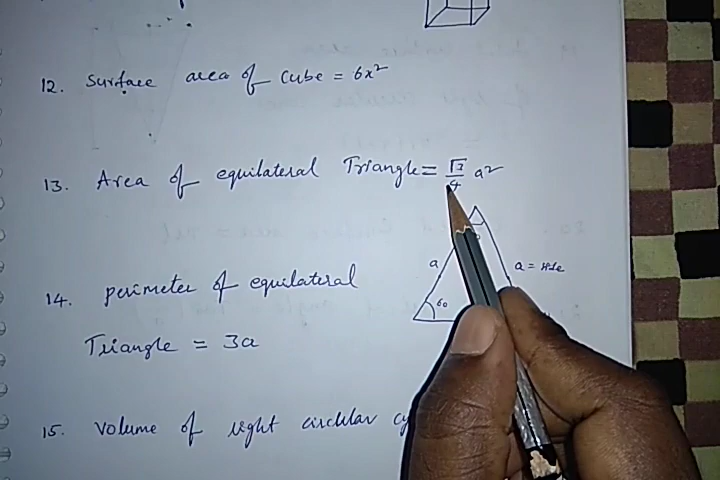 12. Surface area of Cube = 6x²
13. Area of equilateral Triangle = √3/4 a²
a
a = side
60
14. perimeter of equilateral
Triangle = 3a
15. Volume of right circular cy